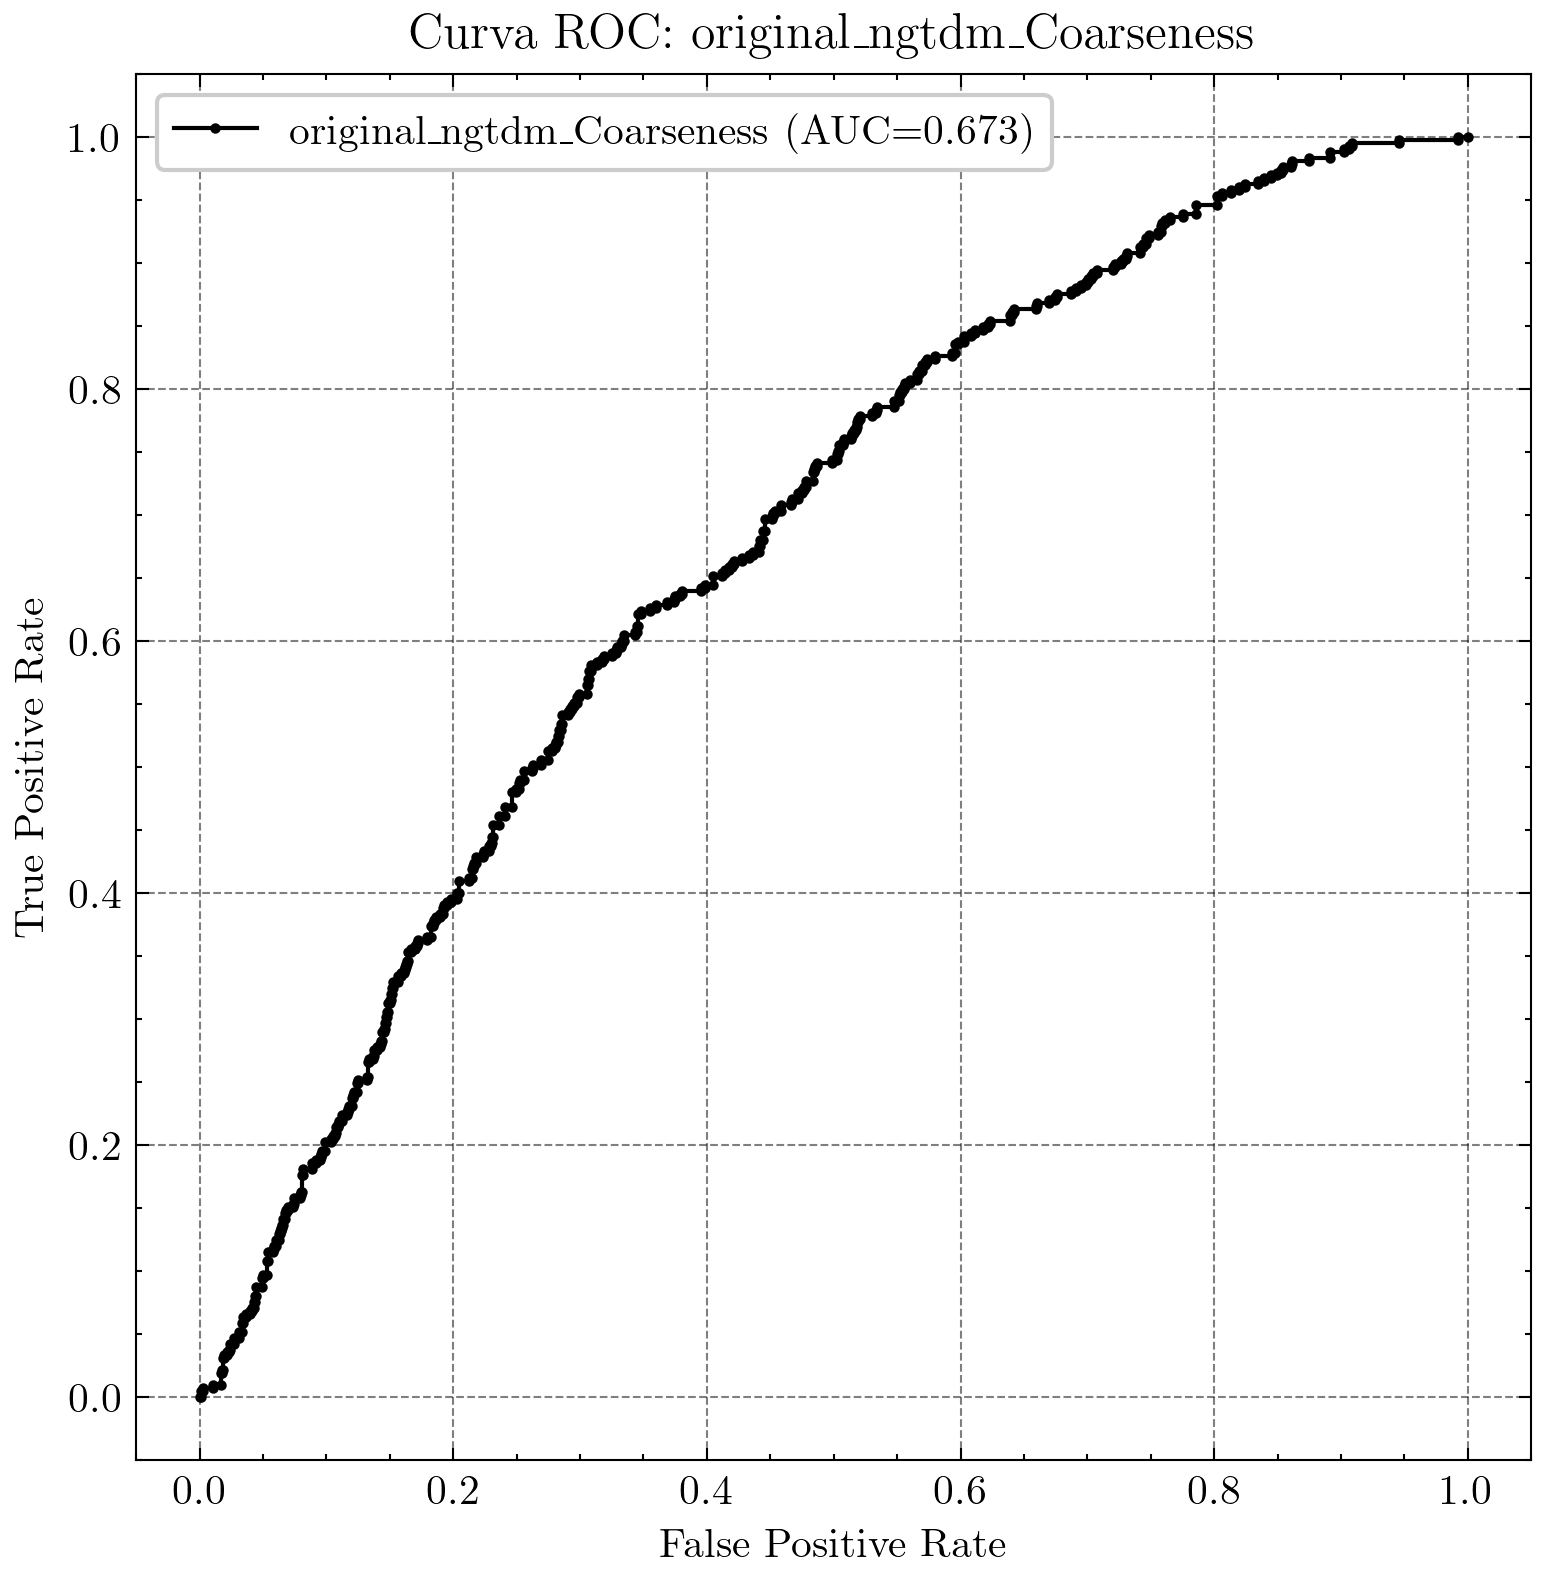 Curva ROC: original_ngtdm_Coarseness
original_ngtdm_Coarseness (AUC=0.673)
1.0
0.8
0.6
0.4
0.2
0.0
True Positive Rate
0.0 0.2 0.4 0.6 0.8 1.0
False Positive Rate